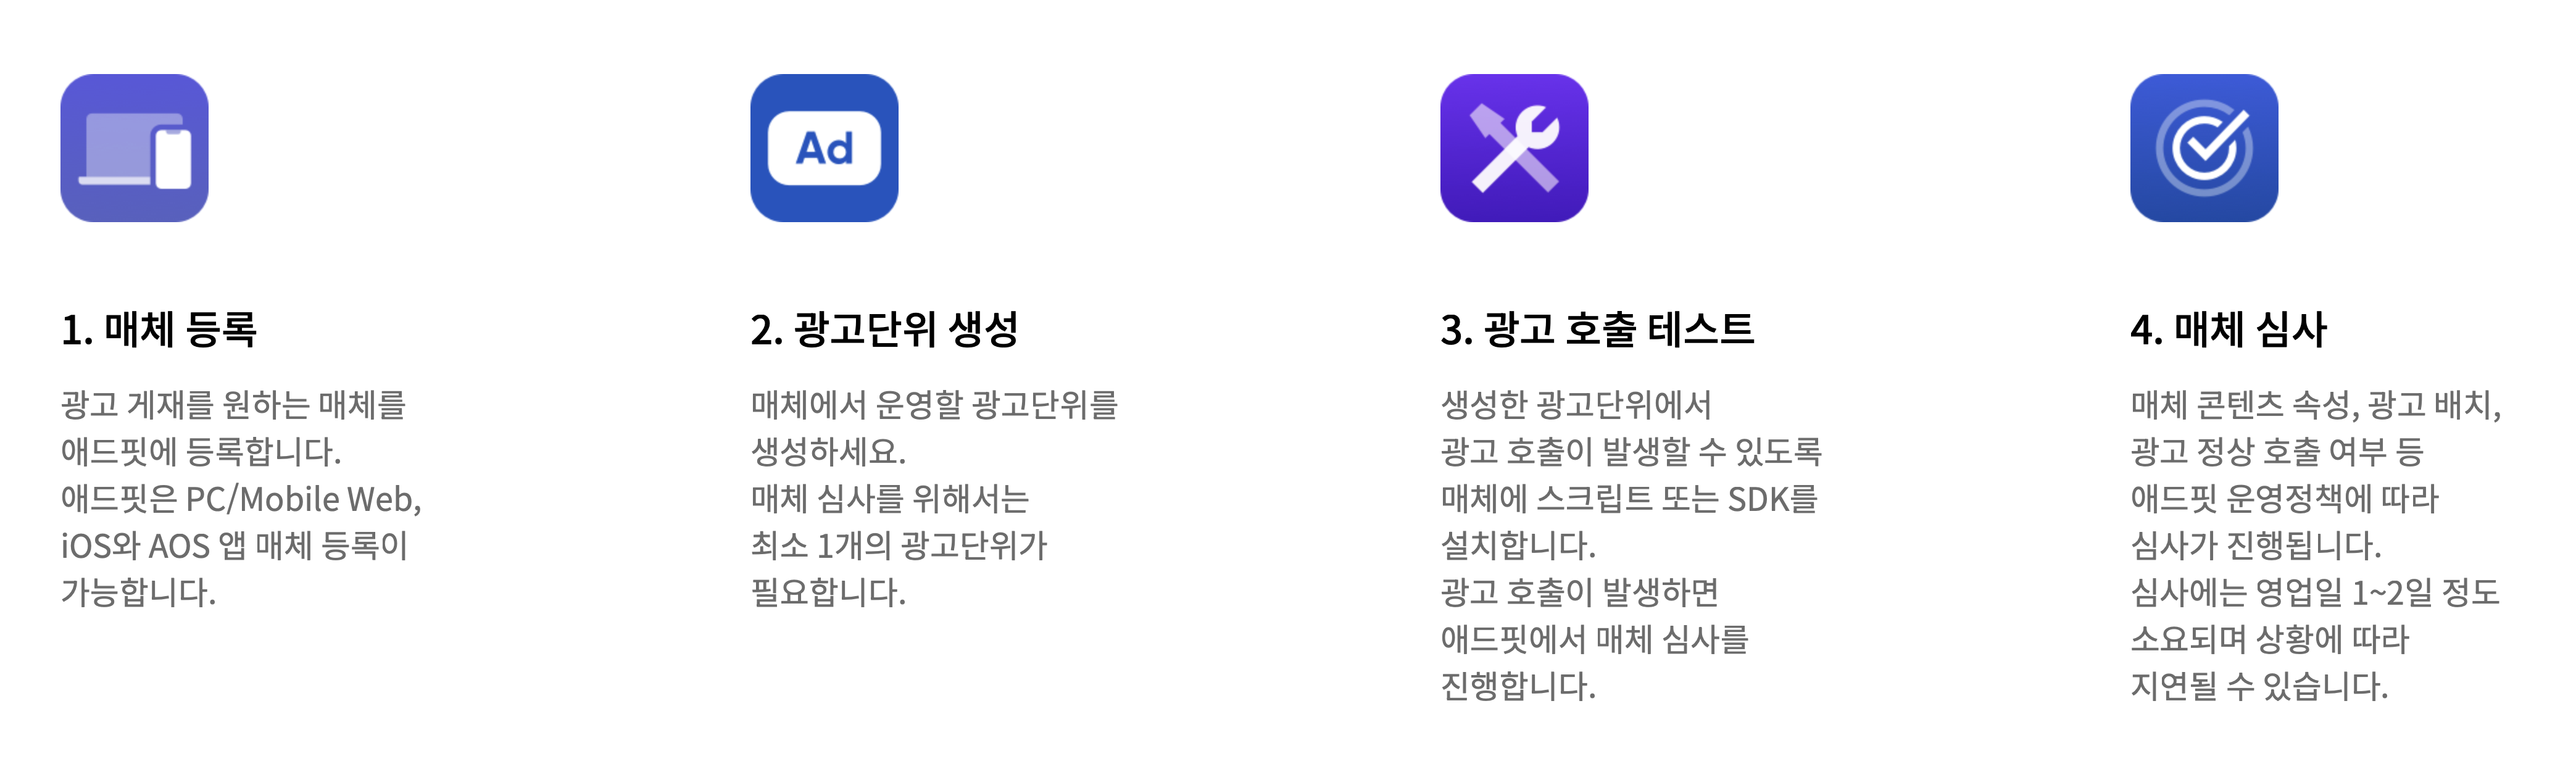 Ad
1. 매체 등록
광고 게재를 원하는 매체를
애드핏에 등록합니다.
애드핏은 PC/Mobile Web,
iOS와 AOS 앱 매체 등록이
가능합니다.
2. 광고단위 생성
매체에서 운영할 광고단위를
생성하세요.
매체 심사를 위해서는
최소 1개의 광고단위가
필요합니다.
3. 광고 호출 테스트
생성한 광고단위에서
광고 호출이 발생할 수 있도록
매체에 스크립트 또는 SDK를
설치합니다.
광고 호출이 발생하면
애드핏에서 매체 심사를
진행합니다.
4. 매체 심사
매체 콘텐츠 속성, 광고 배치,
광고 정상 호출 여부 등
애드핏 운영정책에 따라
심사가 진행됩니다.
심사에는 영업일 1~2일 정도
소요되며 상황에 따라
지연될 수 있습니다.